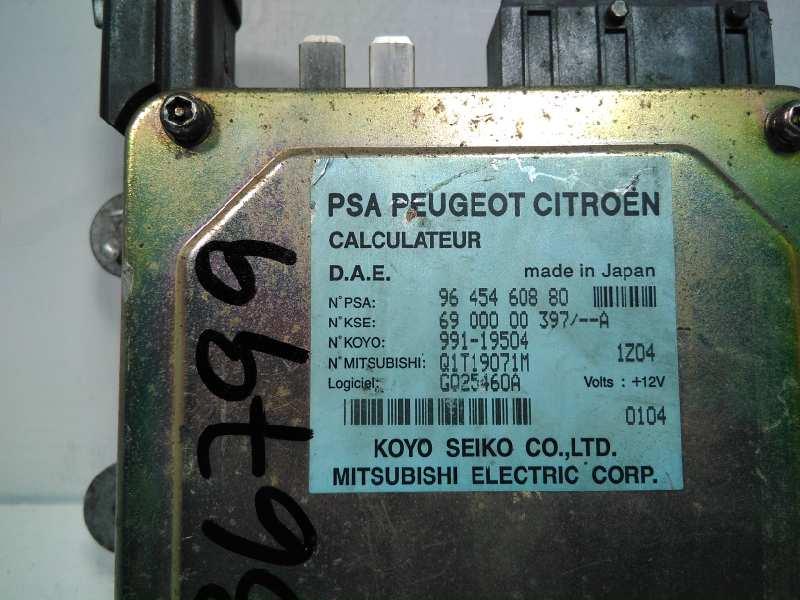 PSA PEUGEOT CITROËN
CALCULATEUR
D.A.E. made in Japan
N°PSA: 96 454 608 80
N°KSE: 69 000 00 397/--A
N°KOYO: 991-19504
N°MITSUBISHI: Q1T19071M 1Z04
Logiciel: G025460A Volts : +12V
0104
KOYO SEIKO CO.,LTD.
MITSUBISHI ELECTRIC CORP.
36799